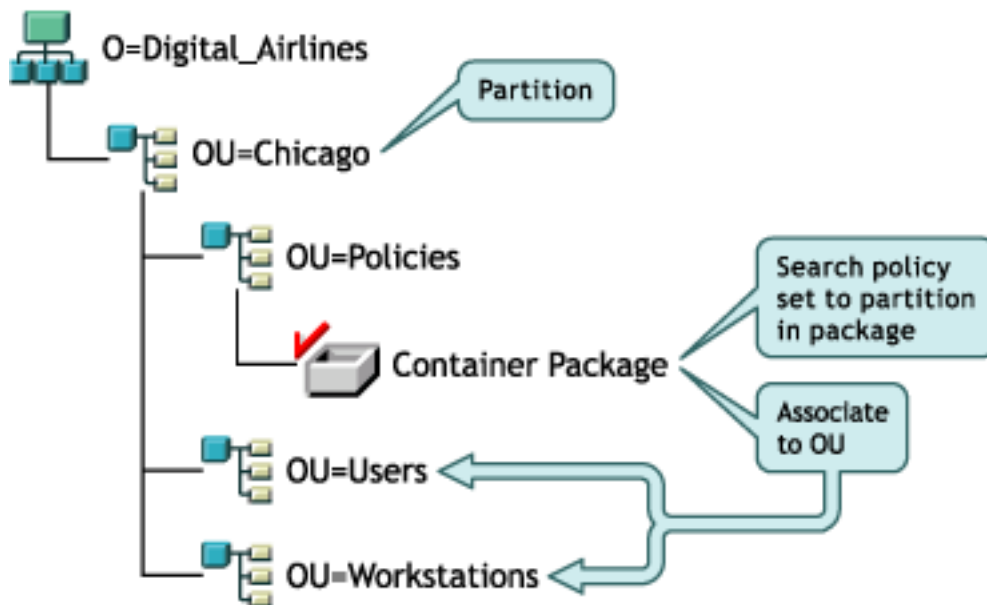 O=Digital_Airlines
Partition
OU=Chicago
OU=Policies
Search policy
set to partition
in package
Container Package
Associate
to OU
OU=Users
OU=Workstations